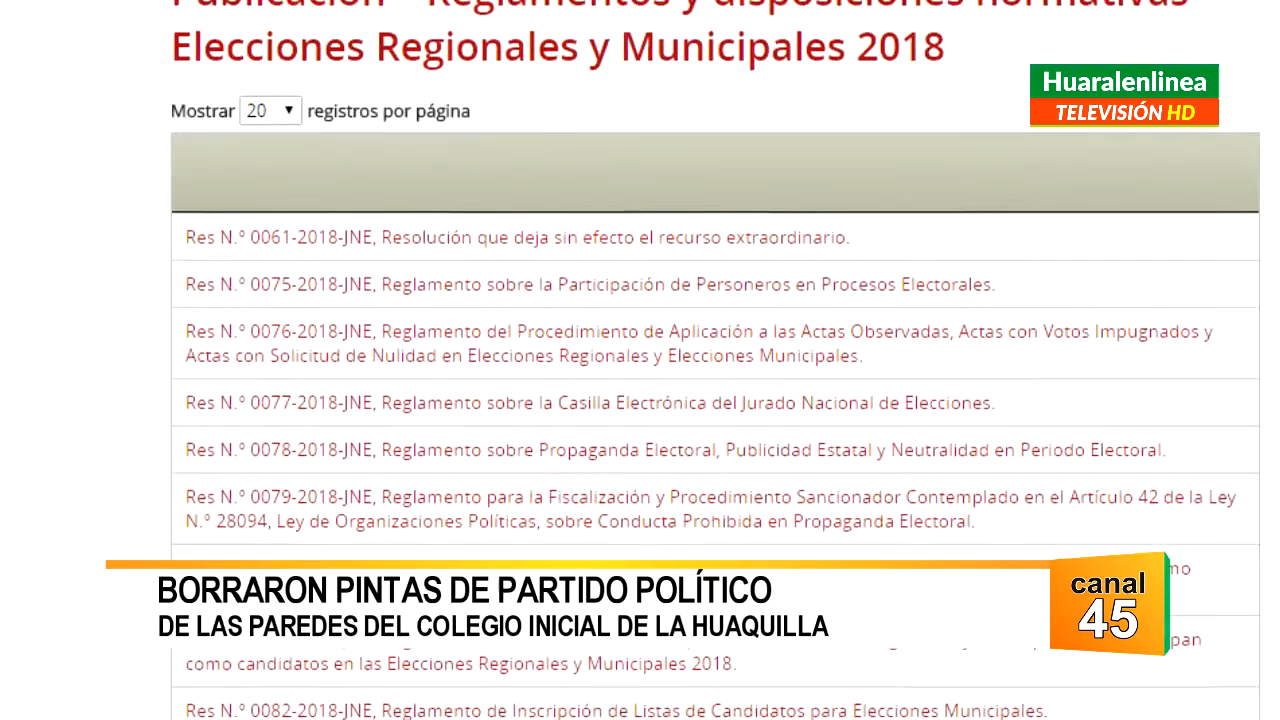 Publicación - Reglamentos y disposiciones normativas
Elecciones Regionales y Municipales 2018
Huaralenlinea
TELEVISIÓN HD
Mostrar 20 registros por página
Res N.º 0061-2018-JNE, Resolución que deja sin efecto el recurso extraordinario.
Res N.º 0075-2018-JNE, Reglamento sobre la Participación de Personeros en Procesos Electorales.
Res N.º 0076-2018-JNE, Reglamento del Procedimiento de Aplicación a las Actas Observadas, Actas con Votos Impugnados y
Actas con Solicitud de Nulidad en Elecciones Regionales y Elecciones Municipales.
Res N.º 0077-2018-JNE, Reglamento sobre la Casilla Electrónica del Jurado Nacional de Elecciones.
Res N.º 0078-2018-JNE, Reglamento sobre Propaganda Electoral, Publicidad Estatal y Neutralidad en Periodo Electoral.
Res N.º 0079-2018-JNE, Reglamento para la Fiscalización y Procedimiento Sancionador Contemplado en el Artículo 42 de la Ley
N.º 28094, Ley de Organizaciones Políticas, sobre Conducta Prohibida en Propaganda Electoral.
BORRARON PINTAS DE PARTIDO POLÍTICO
DE LAS PAREDES DEL COLEGIO INICIAL DE LA HUAQUILLA
canal
45
como candidatos en las Elecciones Regionales y Municipales 2018.
Res N.º 0082-2018-JNE, Reglamento de Inscripción de Listas de Candidatos para Elecciones Municipales.